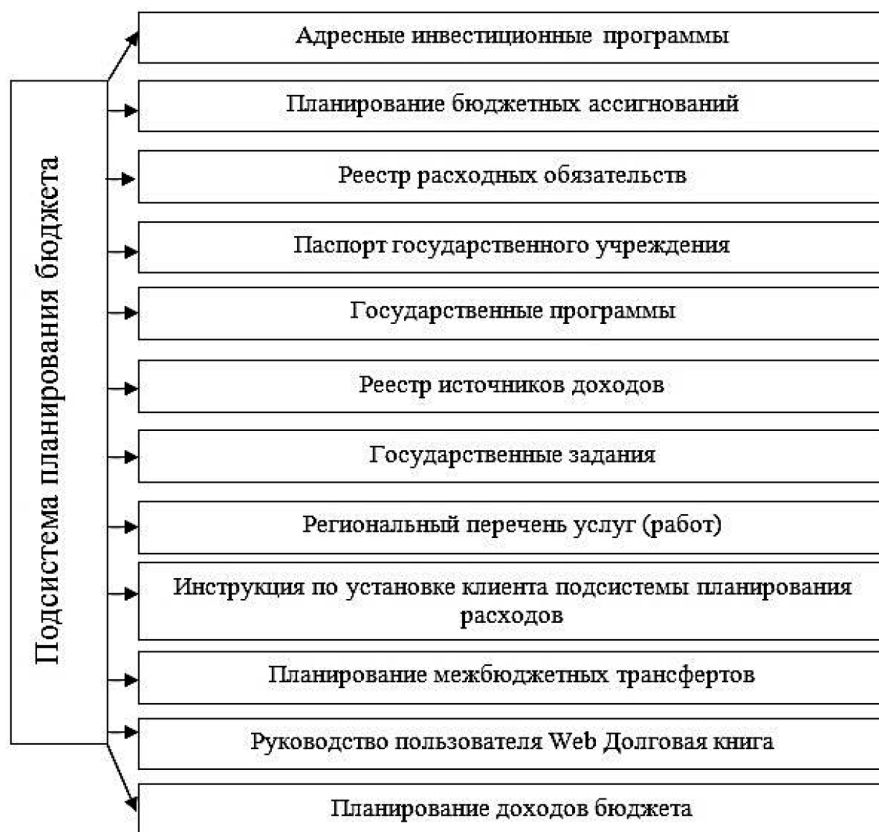 Подсистема планирования бюджета
Адресные инвестиционные программы
Планирование бюджетных ассигнований
Реестр расходных обязательств
Паспорт государственного учреждения
Государственные программы
Реестр источников доходов
Государственные задания
Региональный перечень услуг (работ)
Инструкция по установке клиента подсистемы планирования
расходов
Планирование межбюджетных трансфертов
Руководство пользователя Web Долговая книга
Планирование доходов бюджета